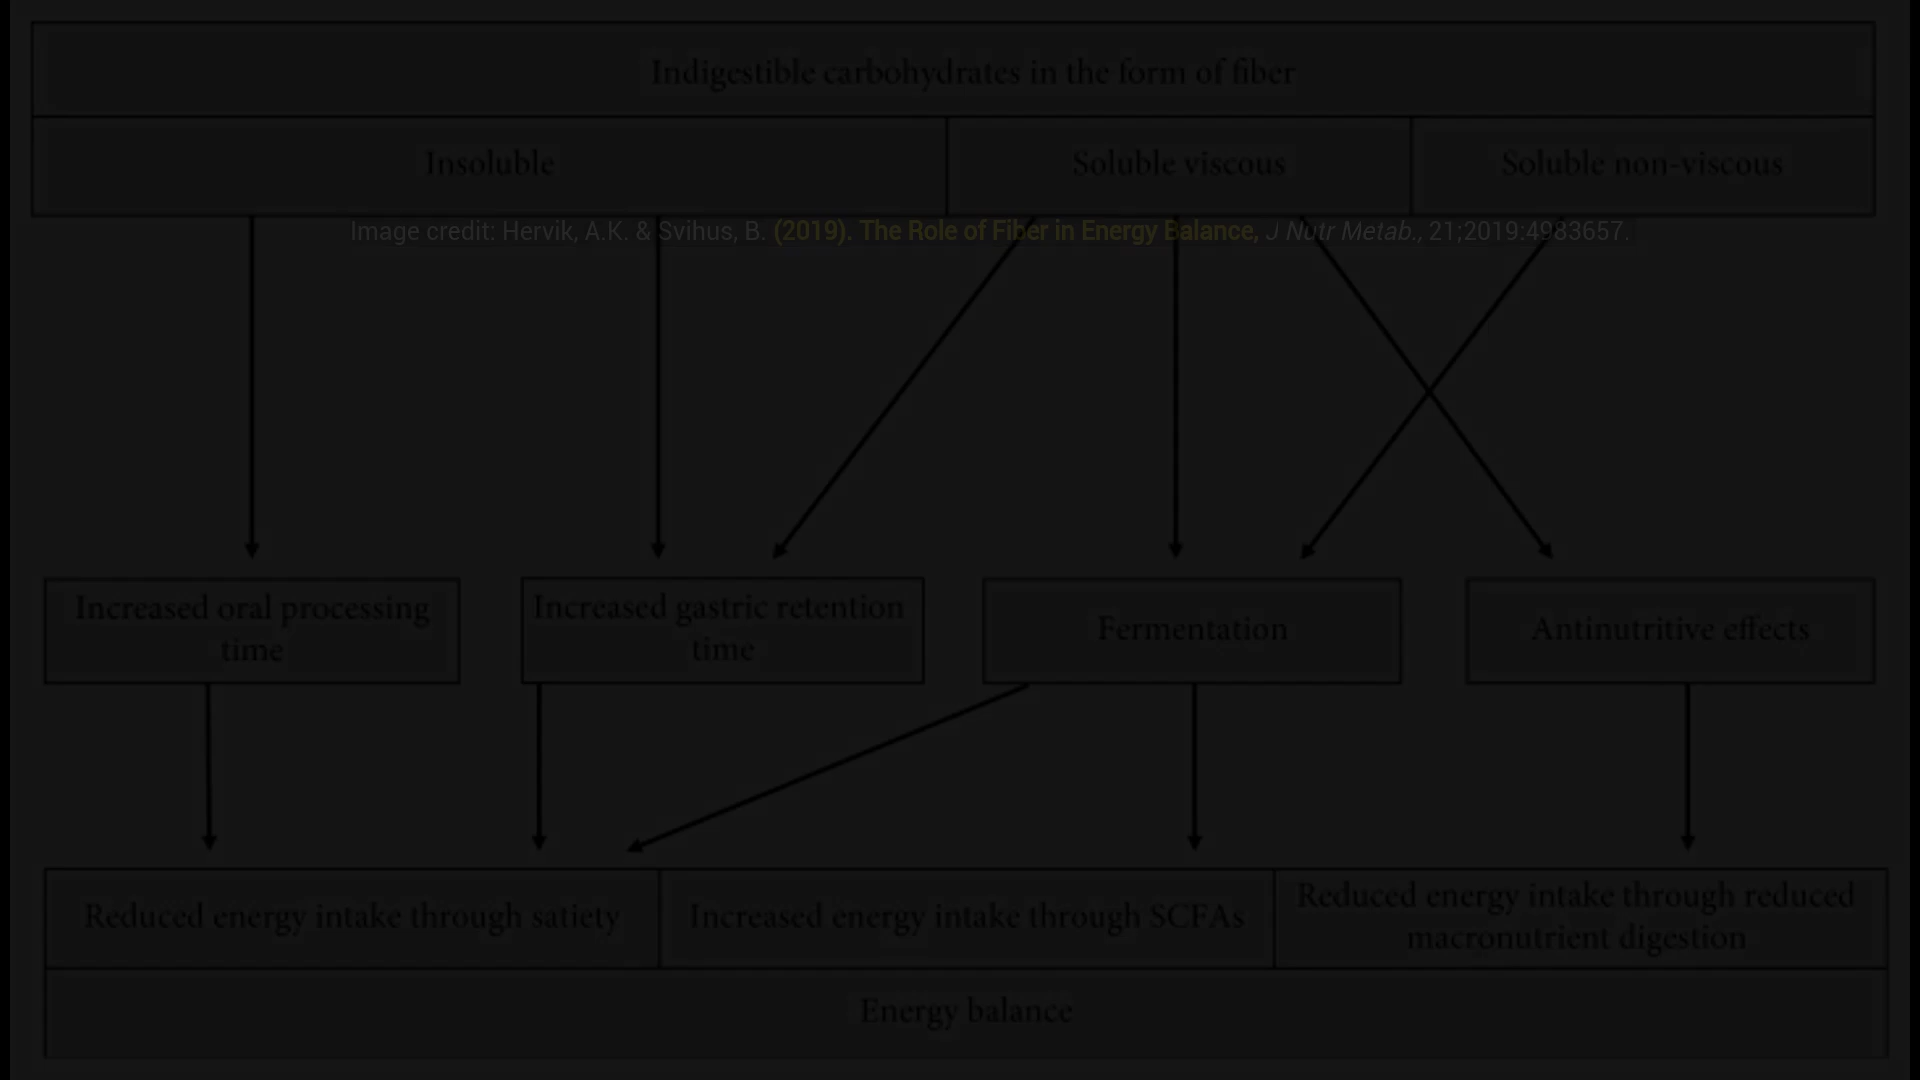 Indigestible carbohydrates in the form of fiber
Insoluble
Soluble viscous
Soluble non-viscous
Image credit: Hervik, A.K. & Svihus, B. (2019). The Role of Fiber in Energy Balance, J Nutr Metab., 21;2019:4983657.
Increased oral processing
time
Increased gastric retention
time
Fermentation
Antinutritive effects
Reduced energy intake through satiety
Increased energy intake through SCFAs
Reduced energy intake through reduced
macronutrient digestion
Energy balance